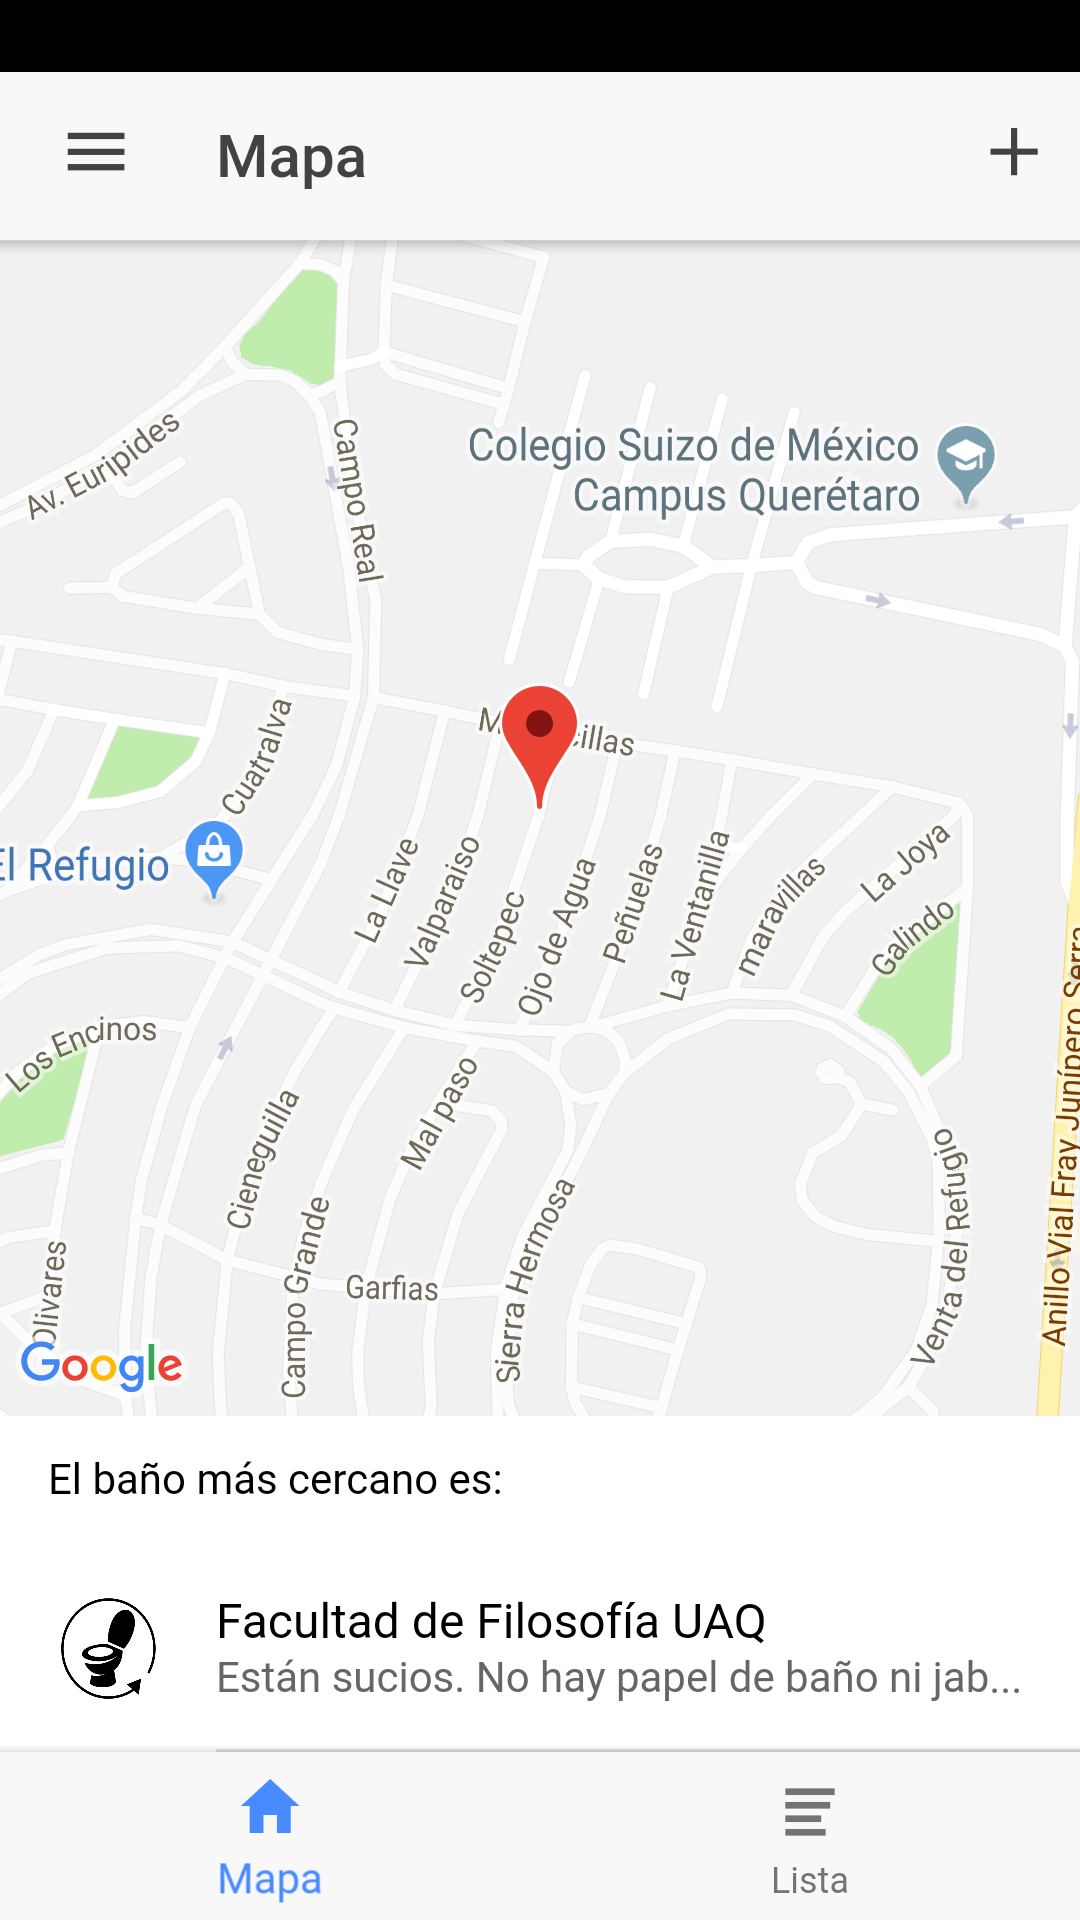 Mapa
Colegio Suizo de México
Campus Querétaro
Av. Euripides
Campo Real
Cuatralva
El Refugio
La Llave
Valparaiso
Soltepec
Ojo de Agua
Peñuelas
La Ventanilla
maravillas
La Joya
Galindo
Los Encinos
Cieneguilla
Mal paso
Campo Grande
Garfias
Sierra Hermosa
Venta del Refugio
Anillo Vial Fray Junípero Serra
Olivares
Google
El baño más cercano es:
Facultad de Filosofía UAQ
Están sucios. No hay papel de baño ni jab...
Mapa
Lista